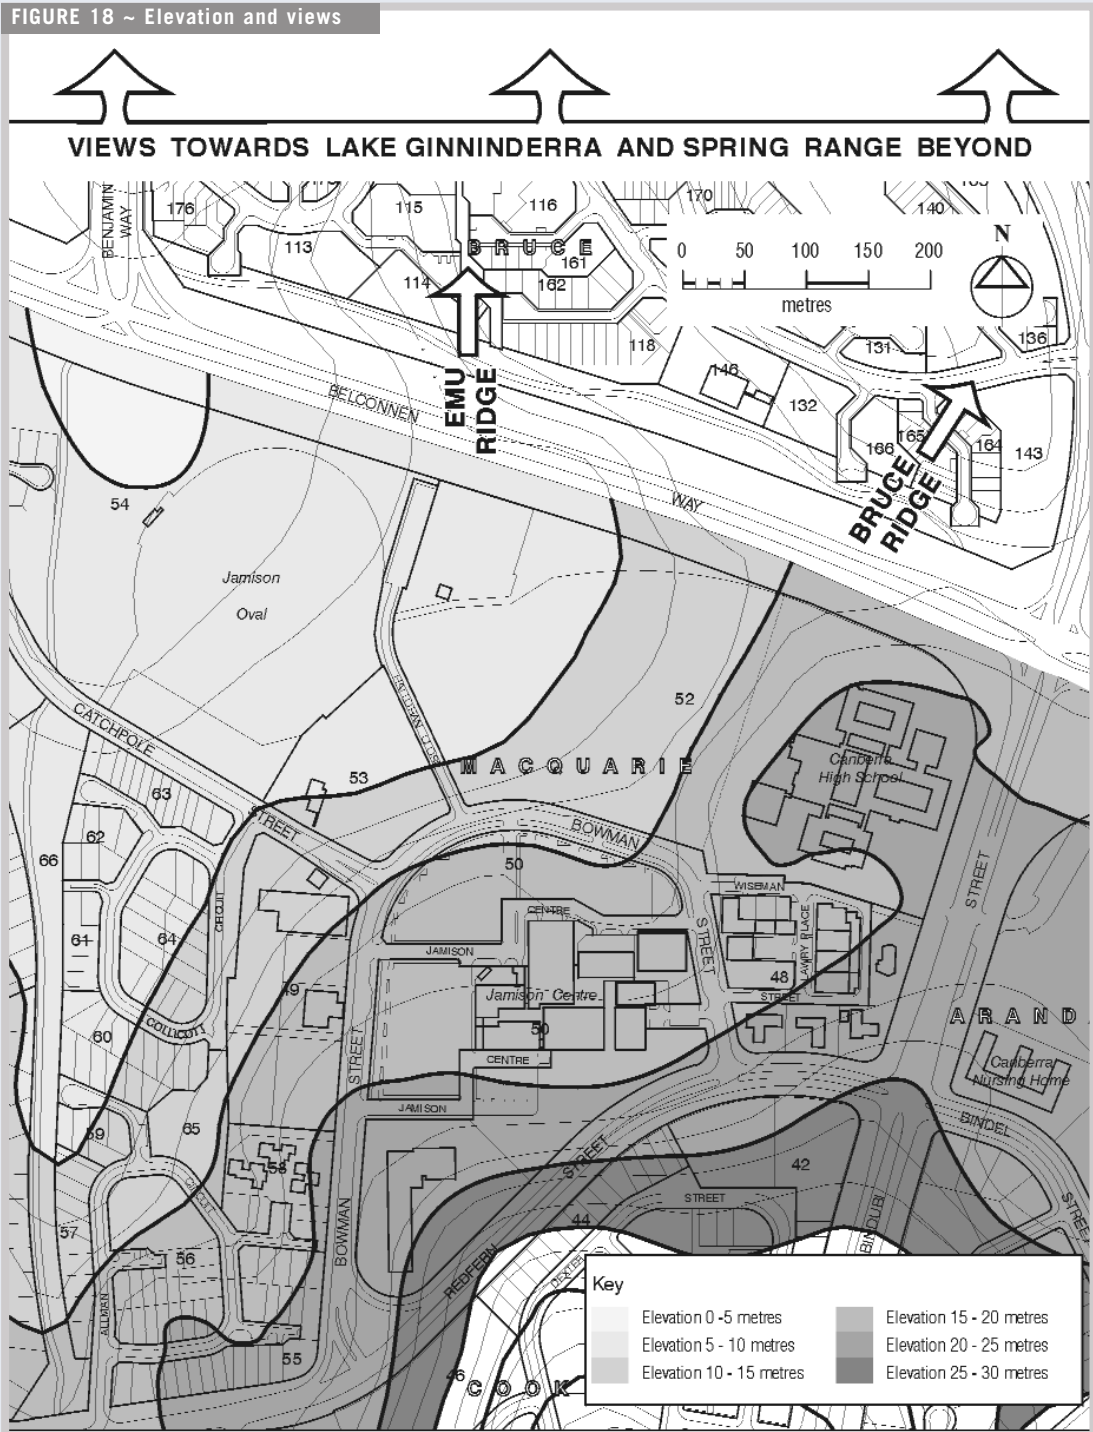 FIGURE 18 ~ Elevation and views
VIEWS TOWARDS LAKE GINNINDERRA AND SPRING RANGE BEYOND
BENJAMIN
WAY
176
115
116
170
140
113
BRUCE
161
114
162
0 50 100 150 200
metres
N
118
131
136
146
132
EMU
RIDGE
BELCONNEN
WAY
166
165
164
143
BRUCE
RIDGE
54
Jamison
Oval
52
CATCHPOLE
STREET
53
MACQUARIE
Canberra
High School
63
62
66
BOWMAN
STREET
50
WISEMAN
STREET
CIRCUIT
61
64
CENTRE
JAMISON
PLACE
48
STREET
49
Jamison Centre
50
ARAND
60
COLLICOTT
STREET
CENTRE
JAMISON
Canberra
Nursing Home
59
65
BINDEL
STREET
58
CIRCUIT
STREET
42
STREET
57
BOWMAN
44
BINDUBI
56
REDFERN
DEXTER
ALLMAN
55
46
COOK
Key
Elevation 0 -5 metres
Elevation 5 - 10 metres
Elevation 10 - 15 metres
Elevation 15 - 20 metres
Elevation 20 - 25 metres
Elevation 25 - 30 metres